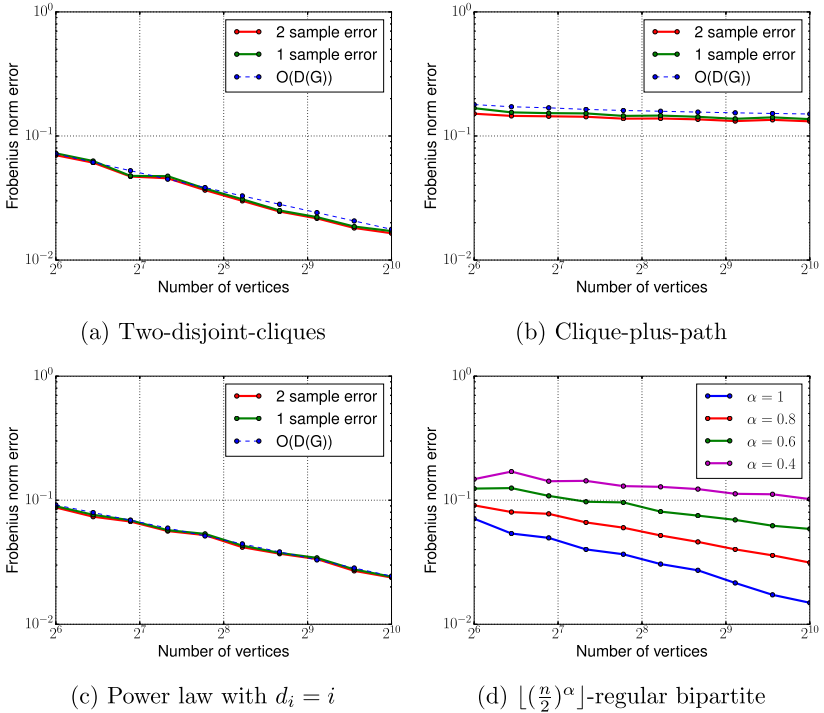 10^0
10^0
2 sample error
2 sample error
1 sample error
1 sample error
O(D(G))
O(D(G))
Frobenius norm error
Frobenius norm error
10^{-1}
10^{-1}
10^{-2}
10^{-2}
2^6 2^7 2^8 2^9 2^{10}
2^6 2^7 2^8 2^9 2^{10}
Number of vertices
Number of vertices
(a) Two-disjoint-cliques
(b) Clique-plus-path
10^0
10^0
2 sample error
α = 1
1 sample error
α = 0.8
O(D(G))
α = 0.6
α = 0.4
Frobenius norm error
Frobenius norm error
10^{-1}
10^{-1}
10^{-2}
10^{-2}
2^6 2^7 2^8 2^9 2^{10}
2^6 2^7 2^8 2^9 2^{10}
Number of vertices
Number of vertices
(c) Power law with d_i = i
(d) ⌊(n/2)^α⌋-regular bipartite